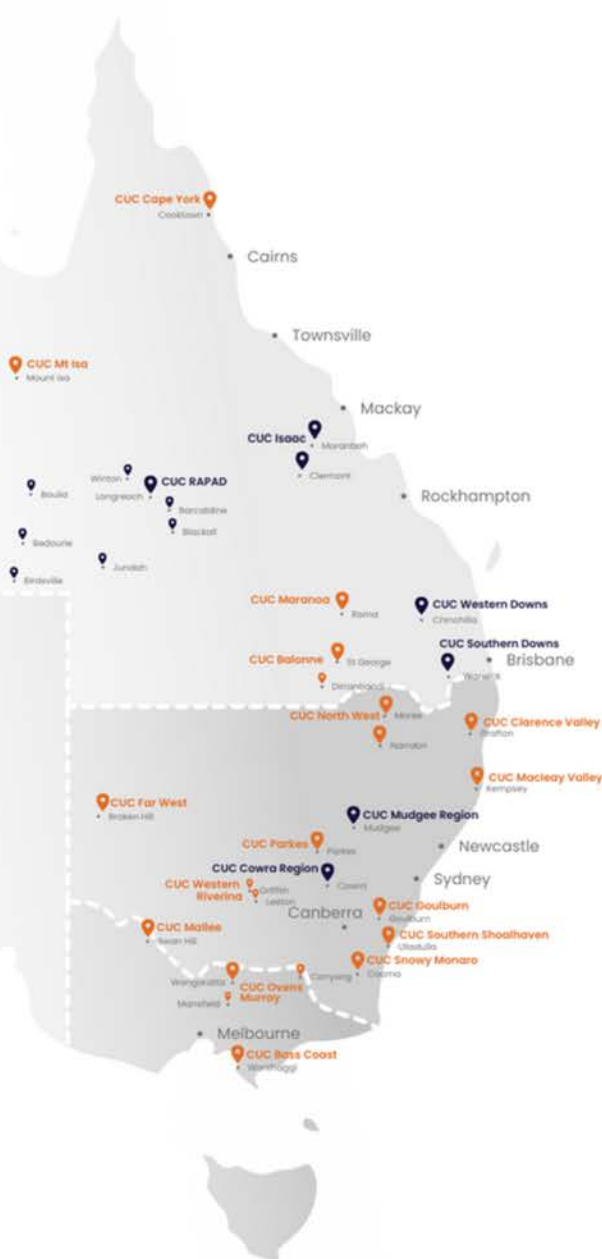 CUC Cape York
Cooktown
Cairns
Townsville
CUC Mt Isa
Mount Isa
Mackay
CUC Isaac
Moranbah
Clermont
Winton
CUC RAPAD
Longreach
Boulia
Barcaldine
Rockhampton
Blackall
Bedourie
Jundah
Birdsville
CUC Maranoa
Roma
CUC Western Downs
Chinchilla
CUC Southern Downs
CUC Balonne
St George
Brisbane
Warwick
Dirranbandi
CUC North West
Moree
CUC Clarence Valley
Grafton
Narrabri
CUC Macleay Valley
Kempsey
CUC Far West
Broken Hill
CUC Mudgee Region
Mudgee
CUC Parkes
Parkes
Newcastle
CUC Cowra Region
Cowra
Sydney
CUC Western
Riverina
Griffith
Leeton
CUC Goulburn
Goulburn
Canberra
CUC Mallee
Swan Hill
CUC Southern Shoalhaven
Ulladulla
CUC Snowy Monaro
Cooma
Wangaratta
CUC Ovens
Murray
Corryong
Mansfield
Melbourne
CUC Bass Coast
Wonthaggi